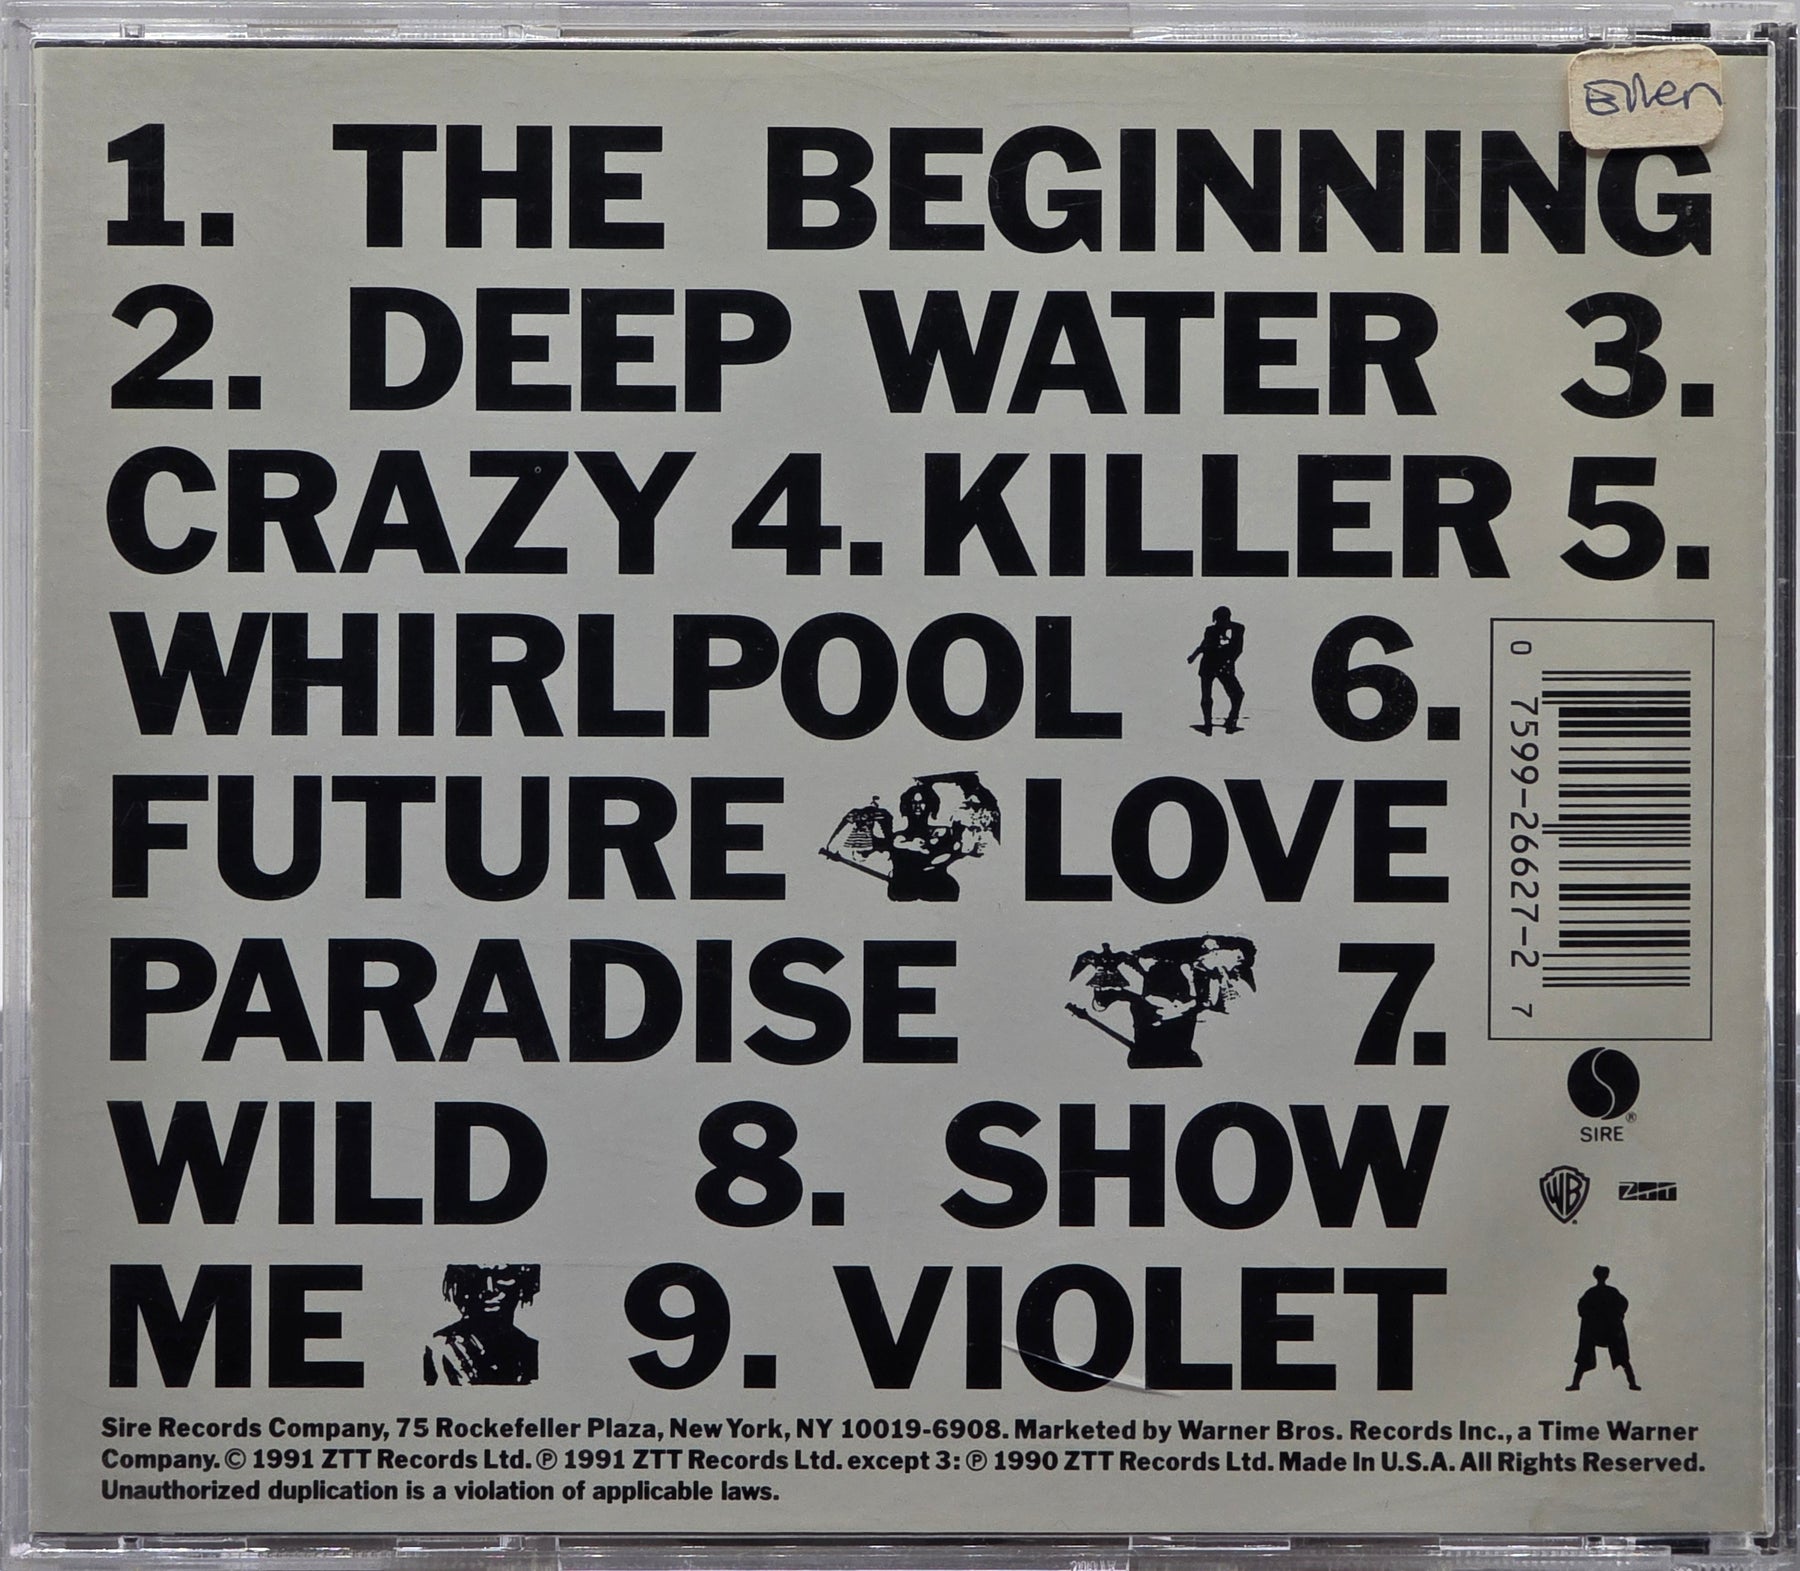 Ellen
1. THE BEGINNING
2. DEEP WATER 3.
CRAZY 4. KILLER 5.
WHIRLPOOL 6.
FUTURE LOVE
PARADISE 7.
WILD 8. SHOW
ME 9. VIOLET
0 7599-26627-2 7
®
SIRE
WB
ZTT
Sire Records Company, 75 Rockefeller Plaza, New York, NY 10019-6908. Marketed by Warner Bros. Records Inc., a Time Warner
Company. © 1991 ZTT Records Ltd. ℗ 1991 ZTT Records Ltd. except 3: ℗ 1990 ZTT Records Ltd. Made In U.S.A. All Rights Reserved.
Unauthorized duplication is a violation of applicable laws.